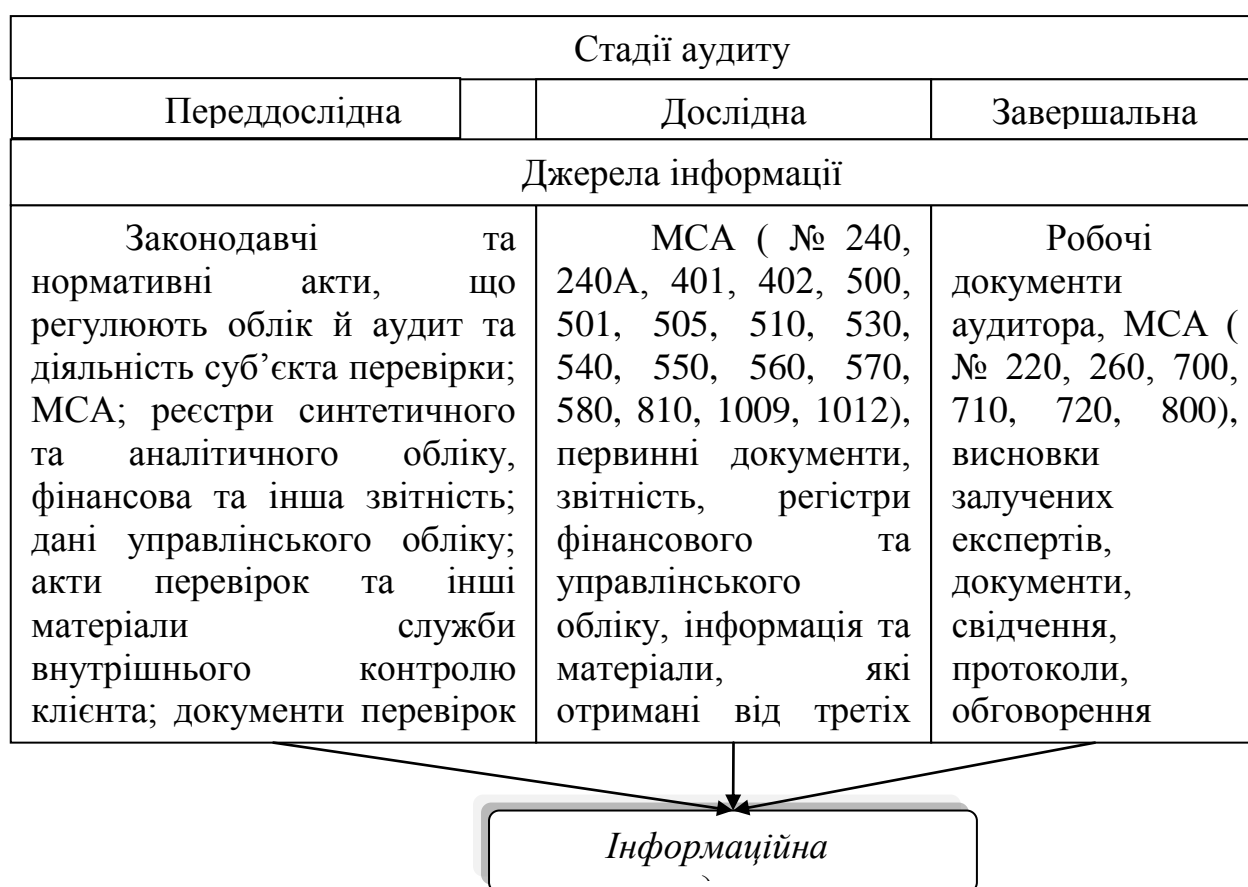 Стадії аудиту
Переддослідна
Дослідна
Завершальна
Джерела інформації
Законодавчі та
нормативні акти, що
регулюють облік й аудит та
діяльність суб’єкта перевірки;
МСА; реєстри синтетичного
та аналітичного обліку,
фінансова та інша звітність;
дані управлінського обліку;
акти перевірок та інші
матеріали служби
внутрішнього контролю
клієнта; документи перевірок
МСА ( № 240,
240А, 401, 402, 500,
501, 505, 510, 530,
540, 550, 560, 570,
580, 810, 1009, 1012),
первинні документи,
звітність, регістри
фінансового та
управлінського
обліку, інформація та
матеріали, які
отримані від третіх
Робочі
документи
аудитора, МСА (
№ 220, 260, 700,
710, 720, 800),
висновки
залучених
експертів,
документи,
свідчення,
протоколи,
обговорення
Інформаційна